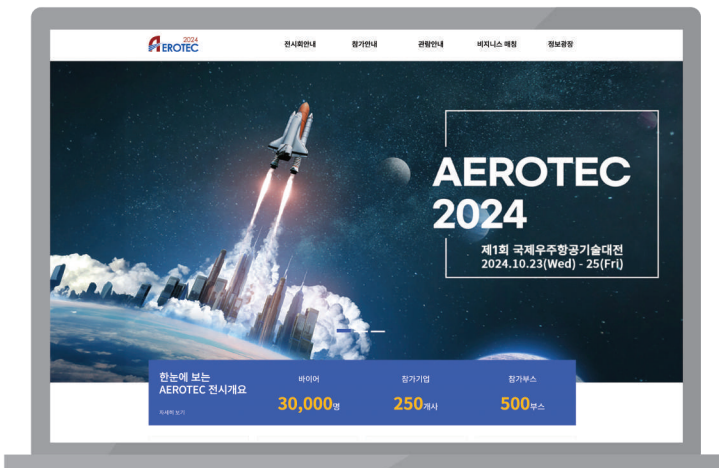 2024
AEROTEC
전시회안내 참가안내 관람안내 비지니스 매칭 정보광장
AEROTEC
2024
제1회 국제우주항공기술대전
2024.10.23(Wed) - 25(Fri)
한눈에 보는
AEROTEC 전시개요
자세히 보기
바이어
30,000명
참가기업
250개사
참가부스
500부스